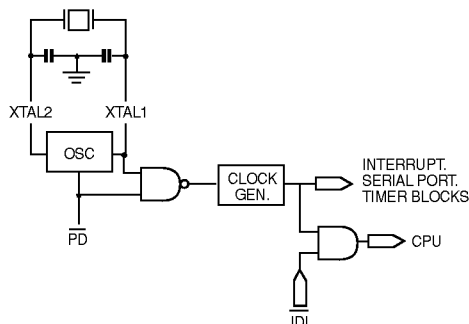 XTAL2 XTAL1
OSC
PD
CLOCK
GEN.
INTERRUPT.
SERIAL PORT.
TIMER BLOCKS
CPU
IDL